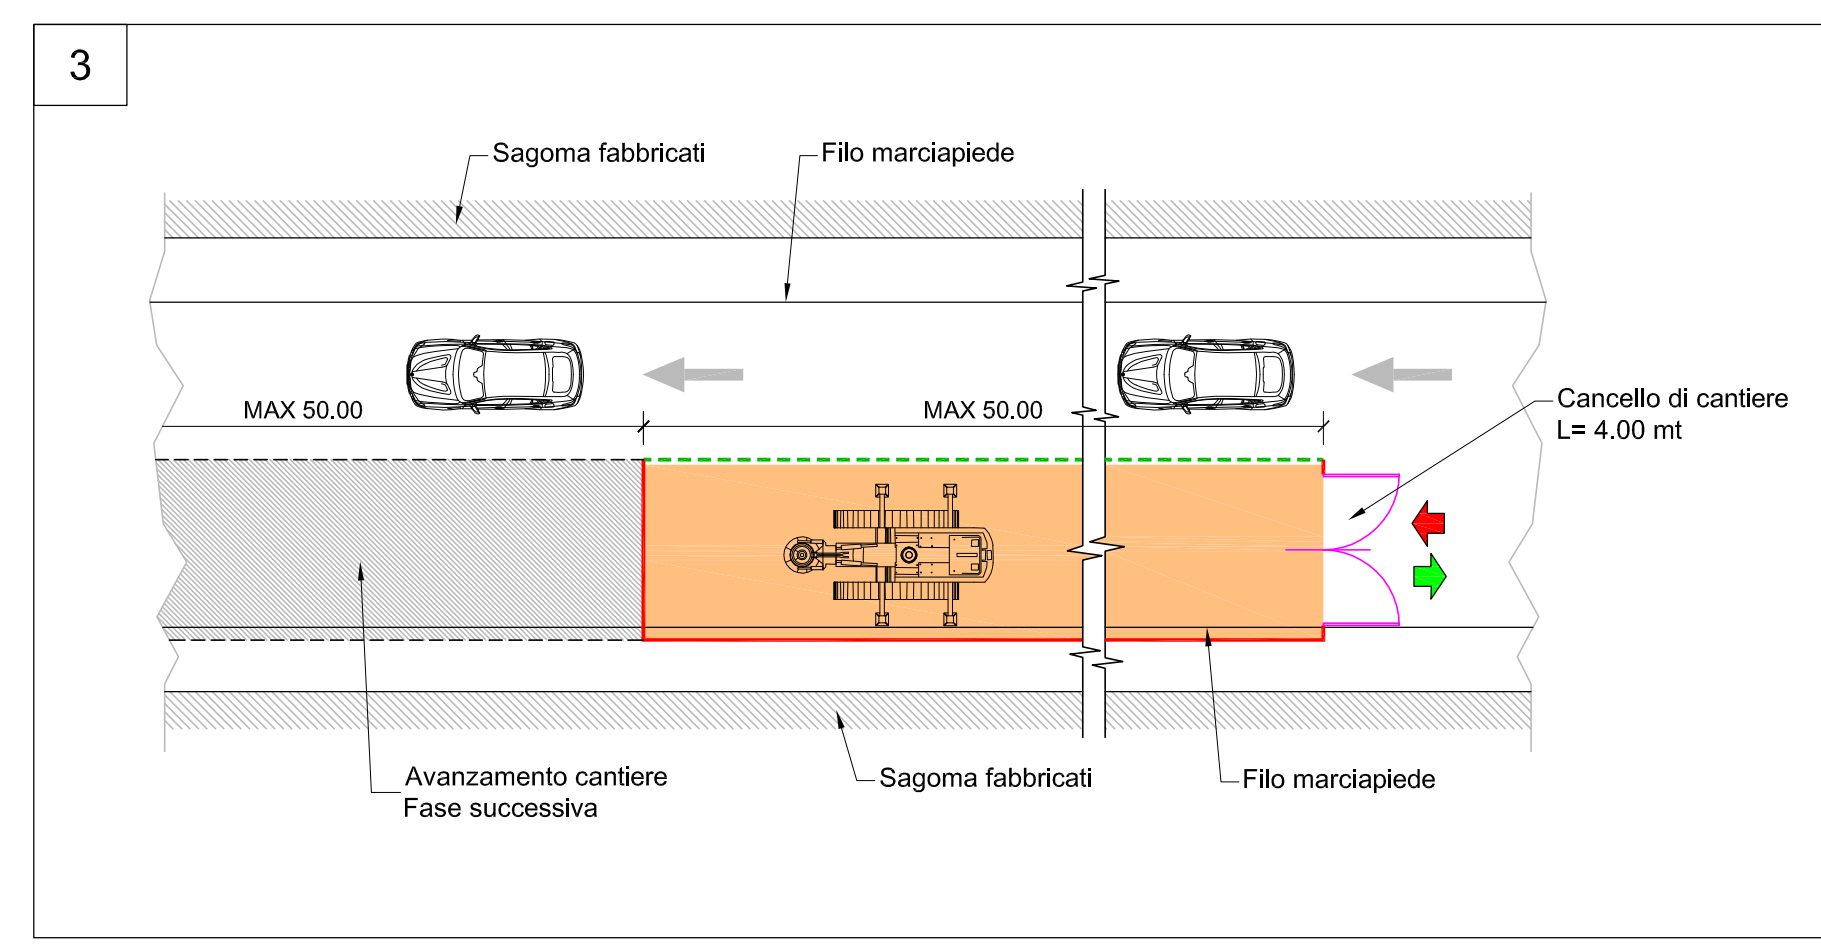 3
Sagoma fabbricati
Filo marciapiede
MAX 50.00
MAX 50.00
Cancello di cantiere
L= 4.00 mt
Avanzamento cantiere
Fase successiva
Sagoma fabbricati
Filo marciapiede